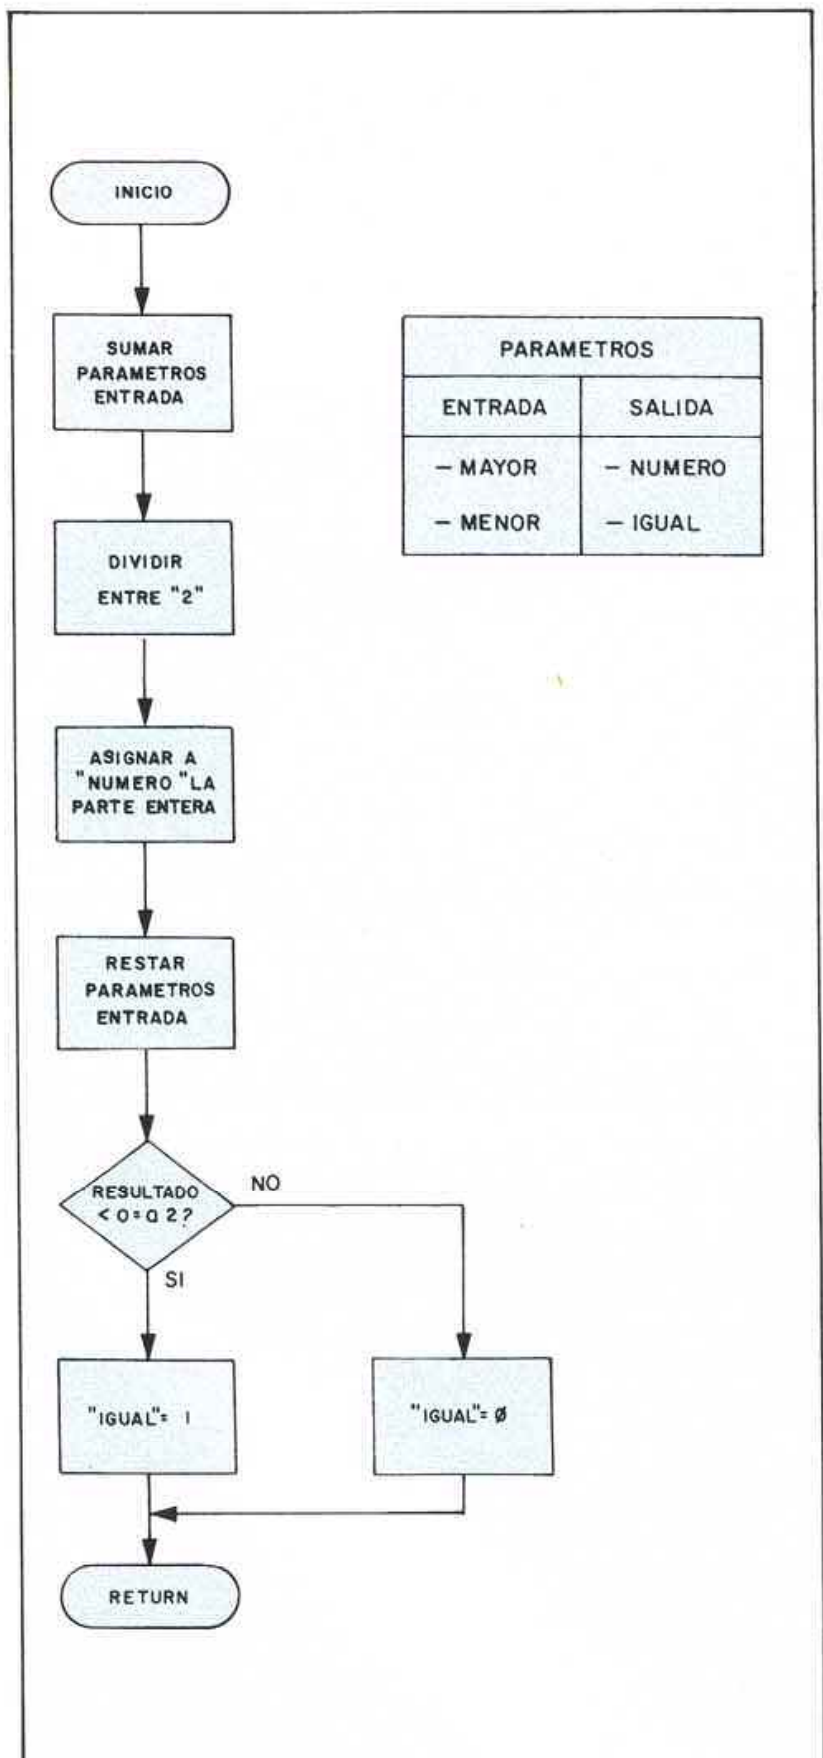 INICIO
SUMAR
PARAMETROS
ENTRADA
PARAMETROS
ENTRADA SALIDA
- MAYOR - NUMERO
- MENOR - IGUAL
DIVIDIR
ENTRE "2"
ASIGNAR A
"NUMERO" LA
PARTE ENTERA
RESTAR
PARAMETROS
ENTRADA
RESULTADO
< O = a 2?
NO
SI
"IGUAL"= 1
"IGUAL"= Ø
RETURN